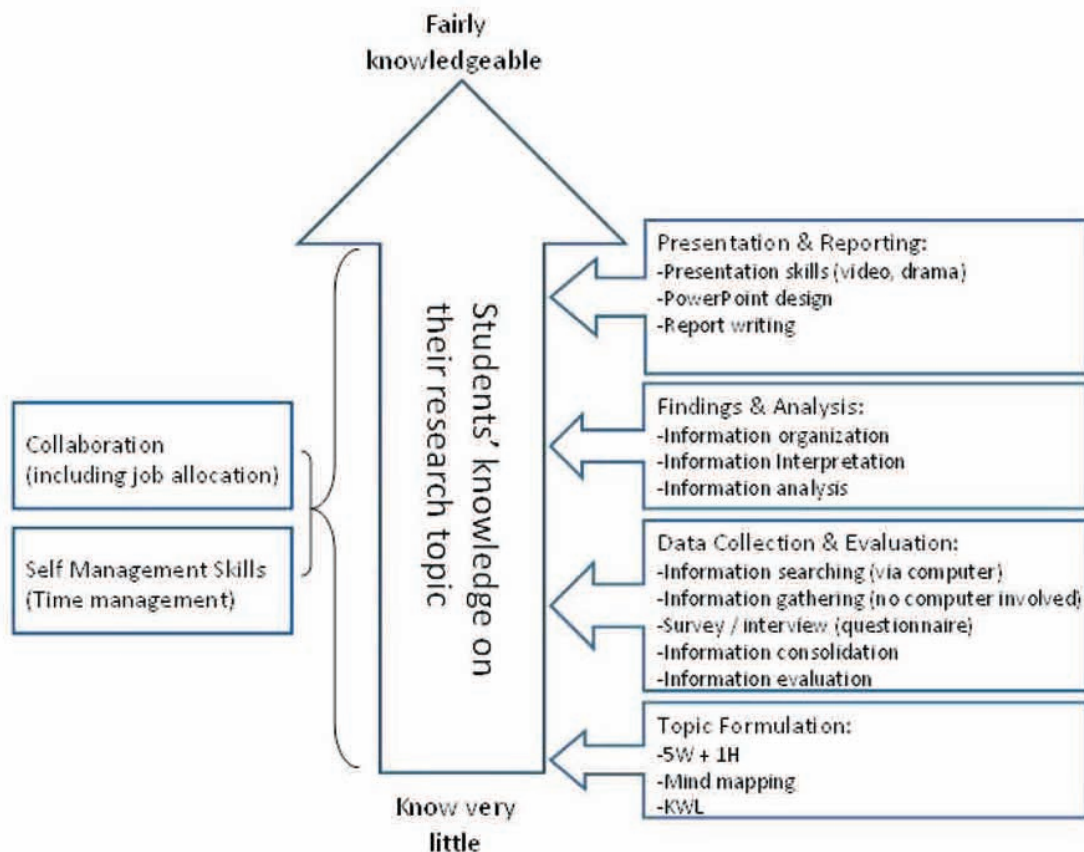 Fairly
knowledgeable
Students' knowledge on
their research topic
Know very
little
Collaboration
(including job allocation)
Self Management Skills
(Time management)
Presentation & Reporting:
-Presentation skills (video, drama)
-PowerPoint design
-Report writing
Findings & Analysis:
-Information organization
-Information Interpretation
-Information analysis
Data Collection & Evaluation:
-Information searching (via computer)
-Information gathering (no computer involved)
-Survey / interview (questionnaire)
-Information consolidation
-Information evaluation
Topic Formulation:
-5W + 1H
-Mind mapping
-KWL